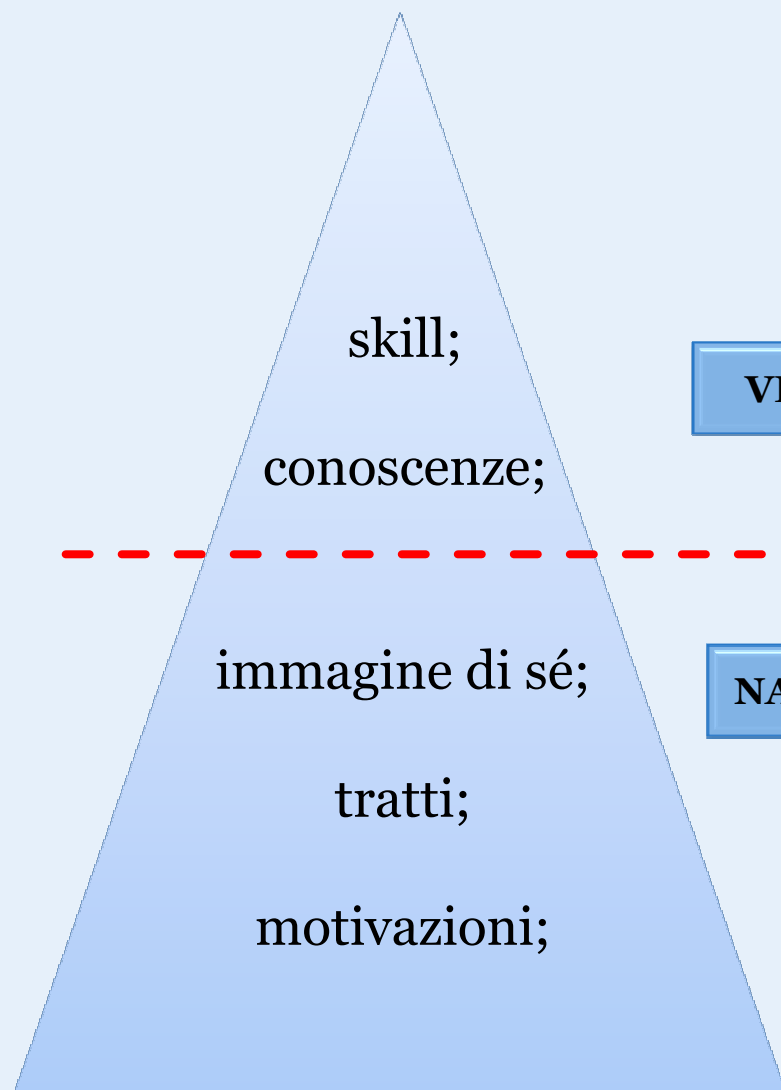 skill;
conoscenze;
immagine di sé;
tratti;
motivazioni;